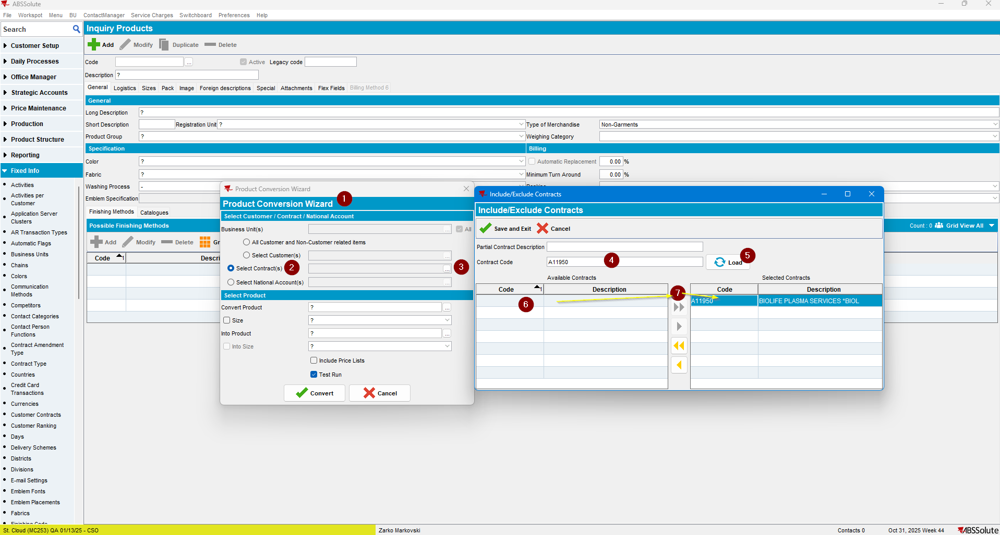 ABSSolute
File Workspot Menu BU ContactManager Service Charges Switchboard Preferences Help
Search
Customer Setup
Daily Processes
Office Manager
Strategic Accounts
Price Maintenance
Production
Product Structure
Reporting
Fixed Info
Activities
Activities per
Customer
Application Server
Clusters
AR Transaction Types
Automatic Flags
Business Units
Chains
Colors
Communication
Methods
Competitors
Contact Categories
Contact Person
Functions
Contract Amendment
Type
Contract Type
Countries
Credit Card
Transactions
Currencies
Customer Contracts
Customer Ranking
Days
Delivery Schemes
Districts
Divisions
E-mail Settings
Emblem Fonts
Emblem Placements
Fabrics
Finishing Code
Inquiry Products
Add Modify Duplicate Delete
Code ... Active Legacy code
Description ?
General Logistics Sizes Pack Image Foreign descriptions Special Attachments Flex Fields Billing Method 6
General
Long Description ?
Short Description Registration Unit ? Type of Merchandise Non-Garments
Product Group ? Weighing Category
Specification Billing
Color ? Automatic Replacement 0.00 %
Fabric ? Minimum Turn Around 0.00 %
Washing Process -
Emblem Specification
Finishing Methods Catalogues
Possible Finishing Methods Count : 0 Grid View All
Add Modify Delete Gr
Code 1 Descri
Product Conversion Wizard
Product Conversion Wizard 1
Select Customer / Contract / National Account
Business Unit(s) ... All
All Customer and Non-Customer related items
Select Customer(s) ...
Select Contract(s) 2 ... 3
Select National Account(s) ...
Select Product
Convert Product ? ...
Size ?
Into Product ? ...
Into Size ?
Include Price Lists
Test Run
Convert Cancel
Include/Exclude Contracts
Include/Exclude Contracts
Save and Exit Cancel
Partial Contract Description
Contract Code A11950 4 Load 5
Available Contracts Selected Contracts
Code 1 Description 7 Code Description
6 A11950 BIOLIFE PLASMA SERVICES *BIOL
St. Cloud (MC253) QA 01/13/25 - CSO Zarko Markovski Contacts 0 Oct 31, 2025 Week 44 ABSSolute